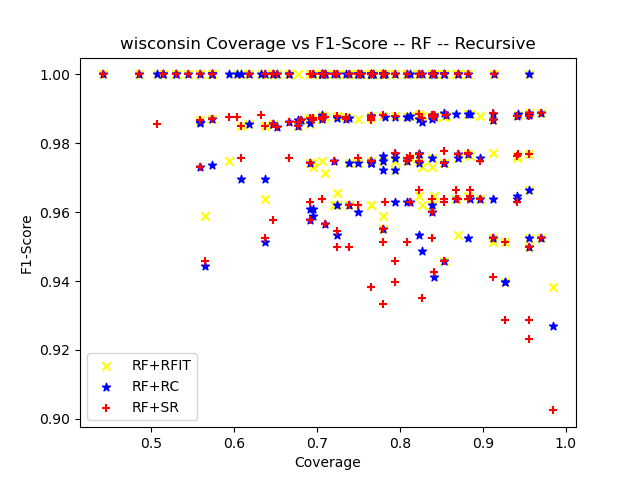 wisconsin Coverage vs F1-Score -- RF -- Recursive
1.00
0.98
0.96
0.94
0.92
0.90
F1-Score
RF+RFIT
RF+RC
RF+SR
0.5 0.6 0.7 0.8 0.9 1.0
Coverage